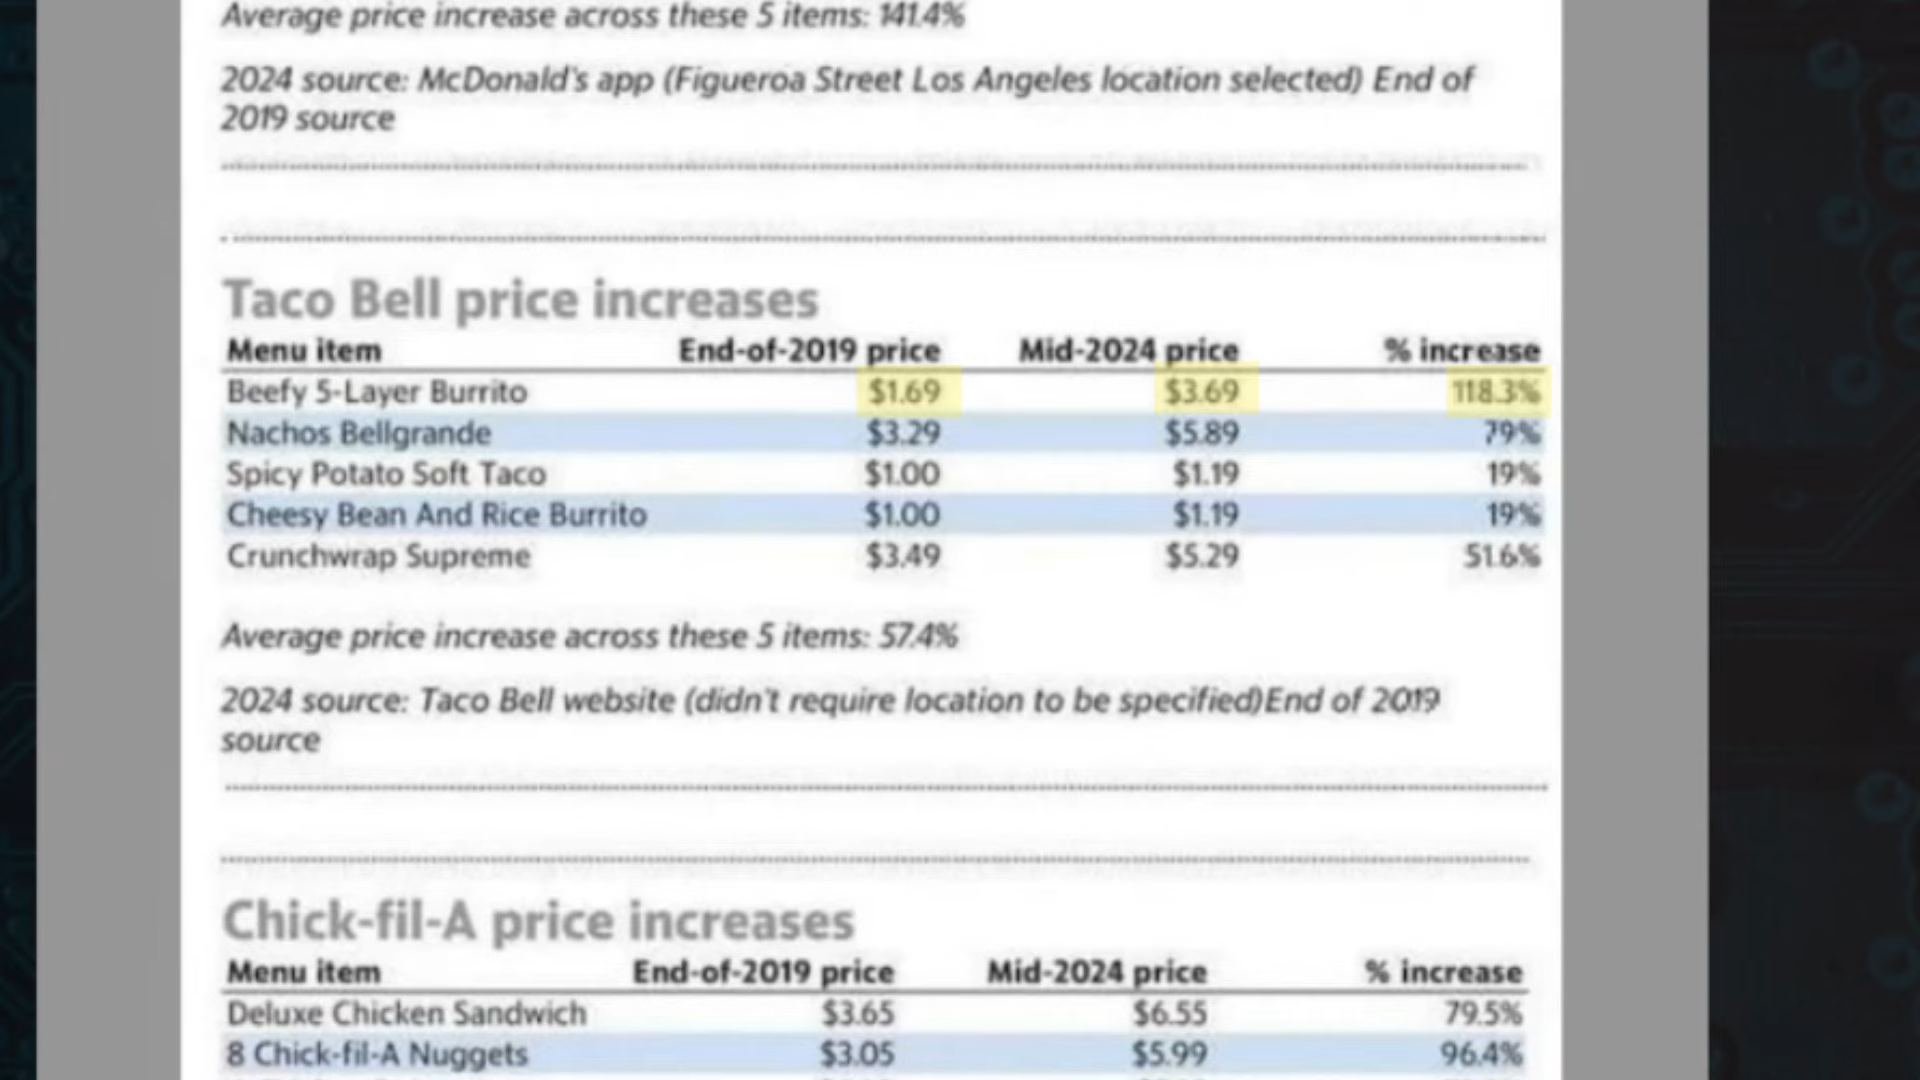 Average price increase across these 5 items: 141.4%
2024 source: McDonald's app (Figueroa Street Los Angeles location selected) End of
2019 source
Taco Bell price increases
Menu item End-of-2019 price Mid-2024 price % increase
Beefy 5-Layer Burrito $1.69 $3.69 118.3%
Nachos Bellgrande $3.29 $5.89 79%
Spicy Potato Soft Taco $1.00 $1.19 19%
Cheesy Bean And Rice Burrito $1.00 $1.19 19%
Crunchwrap Supreme $3.49 $5.29 51.6%
Average price increase across these 5 items: 57.4%
2024 source: Taco Bell website (didn't require location to be specified)End of 2019
source
Chick-fil-A price increases
Menu item End-of-2019 price Mid-2024 price % increase
Deluxe Chicken Sandwich $3.65 $6.55 79.5%
8 Chick-fil-A Nuggets $3.05 $5.99 96.4%